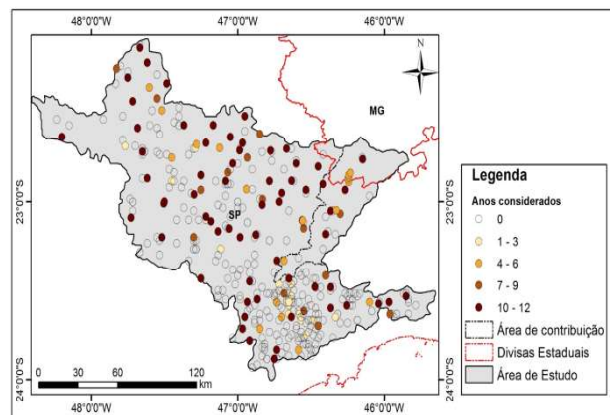 48°0'0"W 47°0'0"W 46°0'0"W
N
MG
SP
23°0'0"S 23°0'0"S
24°0'0"S 24°0'0"S
Legenda
Anos considerados
0
1 - 3
4 - 6
7 - 9
10 - 12
Área de contribuição
Divisas Estaduais
Área de Estudo
0 30 60 120
km
48°0'0"W 47°0'0"W 46°0'0"W